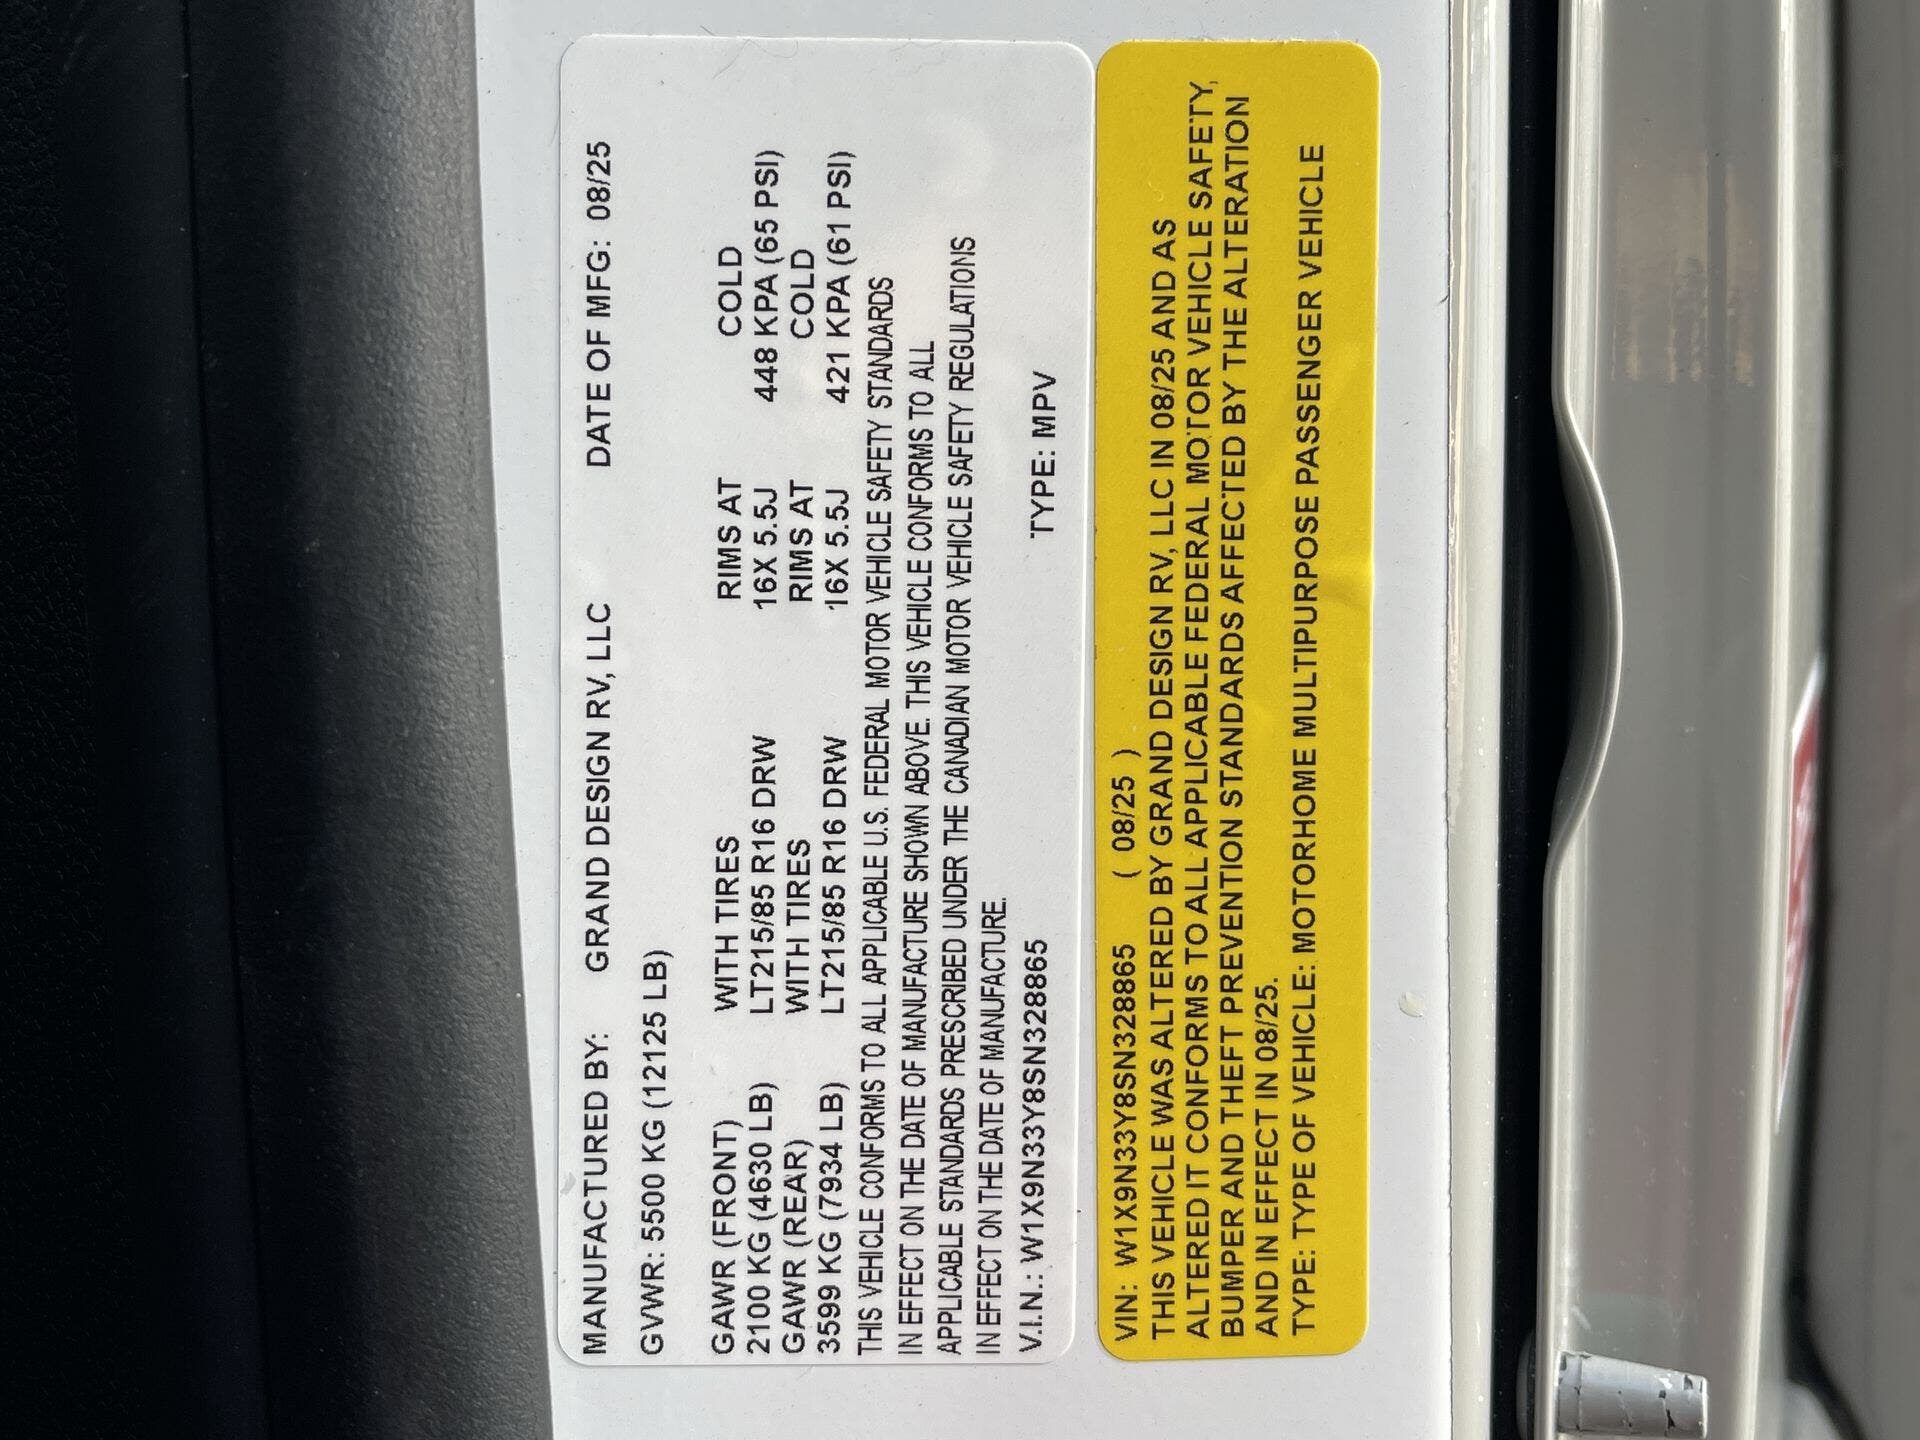 MANUFACTURED BY: GRAND DESIGN RV, LLC DATE OF MFG: 08/25
GVWR: 5500 KG (12125 LB)
GAWR (FRONT) WITH TIRES RIMS AT COLD
2100 KG (4630 LB) LT215/85 R16 DRW 16X 5.5J 448 KPA (65 PSI)
GAWR (REAR) WITH TIRES RIMS AT COLD
3599 KG (7934 LB) LT215/85 R16 DRW 16X 5.5J 421 KPA (61 PSI)
THIS VEHICLE CONFORMS TO ALL APPLICABLE U.S. FEDERAL MOTOR VEHICLE SAFETY STANDARDS
IN EFFECT ON THE DATE OF MANUFACTURE SHOWN ABOVE. THIS VEHICLE CONFORMS TO ALL
APPLICABLE STANDARDS PRESCRIBED UNDER THE CANADIAN MOTOR VEHICLE SAFETY REGULATIONS
IN EFFECT ON THE DATE OF MANUFACTURE.
V.I.N.: W1X9N33Y8SN328865 TYPE: MPV
VIN: W1X9N33Y8SN328865 ( 08/25 )
THIS VEHICLE WAS ALTERED BY GRAND DESIGN RV, LLC IN 08/25 AND AS
ALTERED IT CONFORMS TO ALL APPLICABLE FEDERAL MOTOR VEHICLE SAFETY,
BUMPER AND THEFT PREVENTION STANDARDS AFFECTED BY THE ALTERATION
AND IN EFFECT IN 08/25.
TYPE: TYPE OF VEHICLE: MOTORHOME MULTIPURPOSE PASSENGER VEHICLE